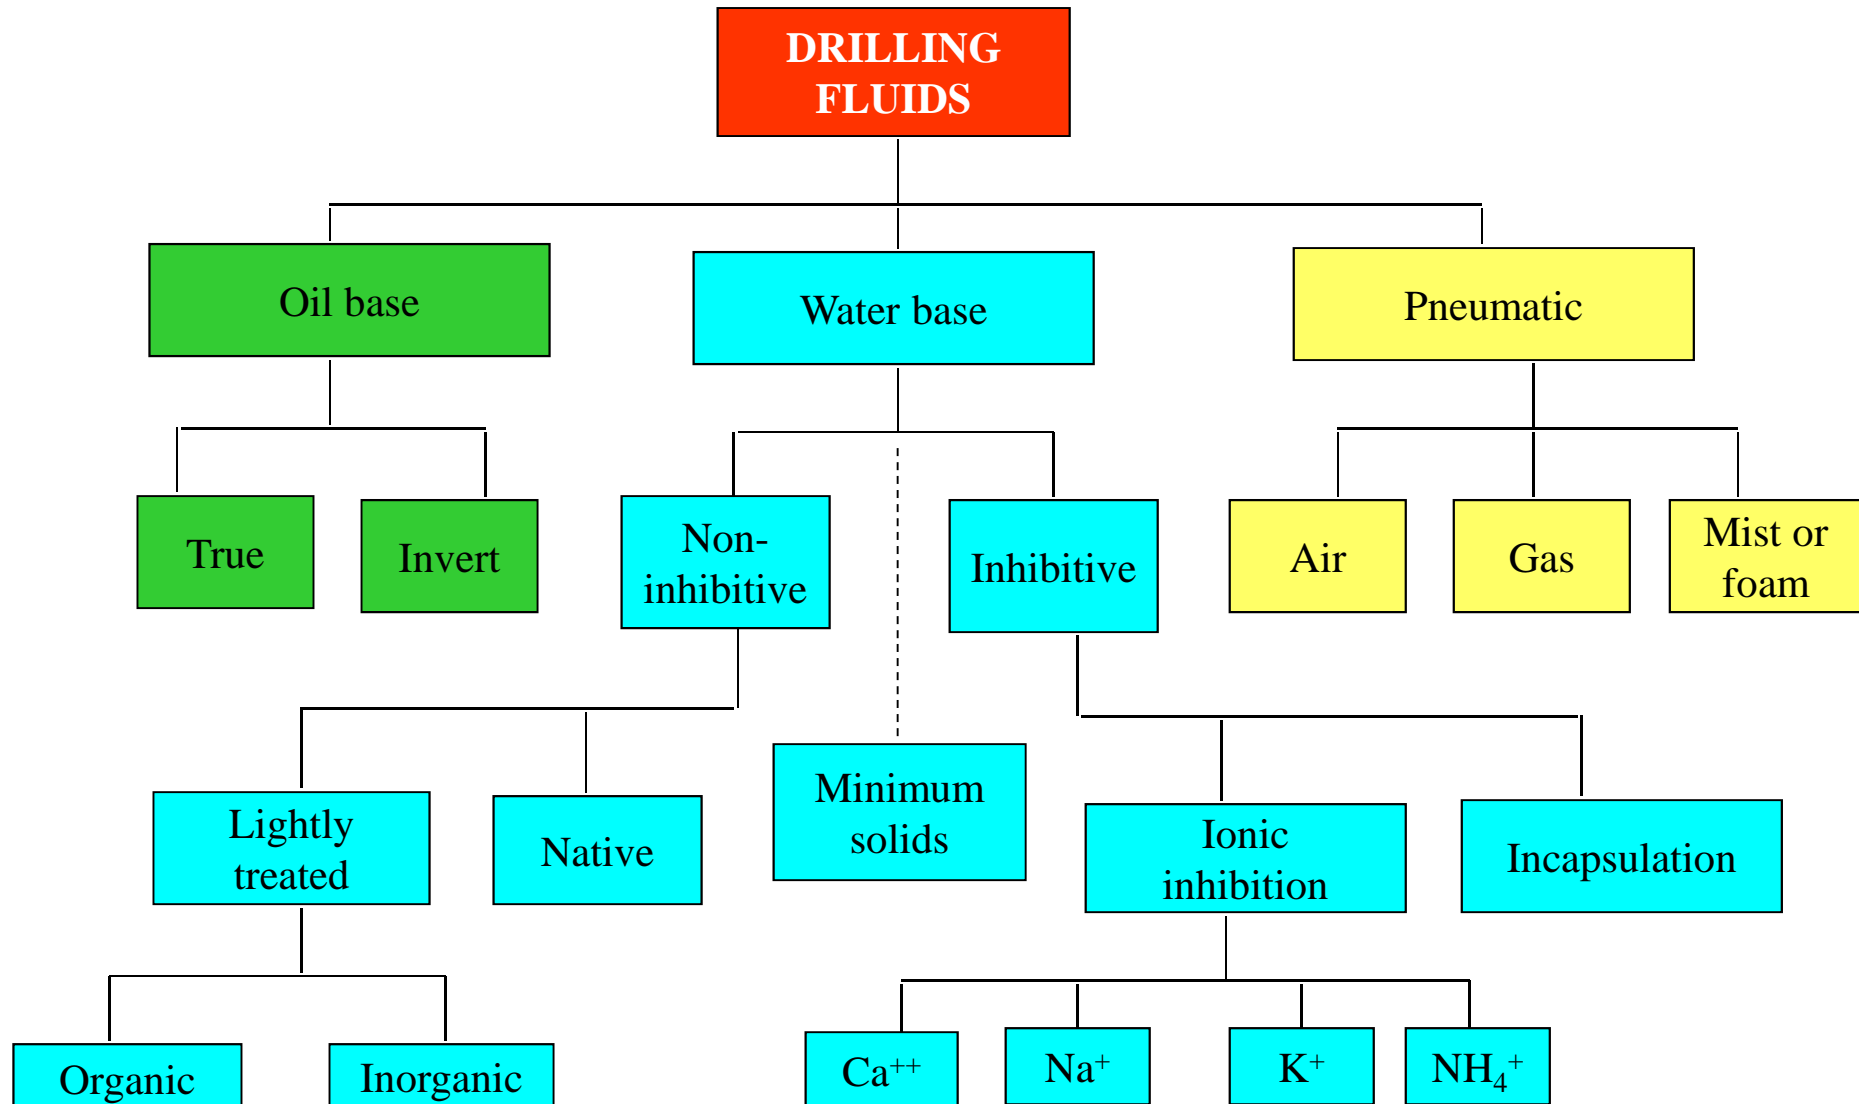 DRILLING
FLUIDS
Oil base
Water base
Pneumatic
True
Invert
Non-
inhibitive
Inhibitive
Air
Gas
Mist or
foam
Lightly
treated
Native
Minimum
solids
Ionic
inhibition
Incapsulation
Organic
Inorganic
Ca⁺⁺
Na⁺
K⁺
NH₄⁺